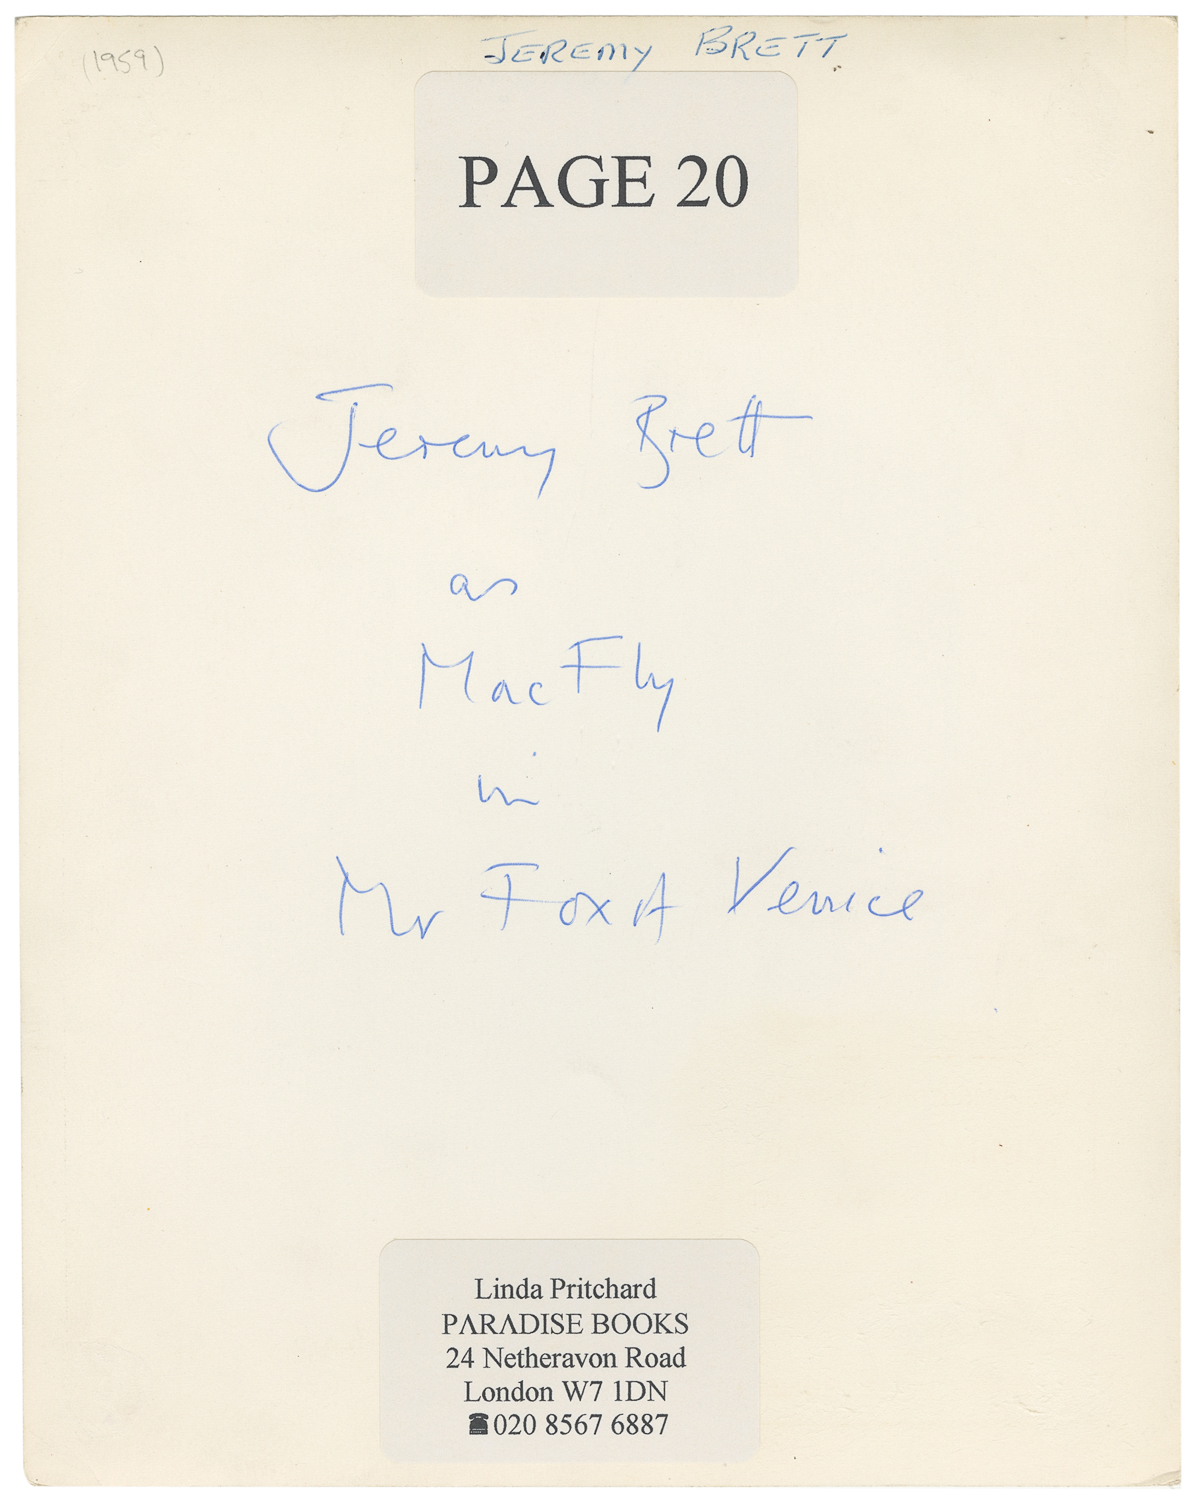 (1959)
JEREMY BRETT
PAGE 20
Jeremy Brett
as
MacFly
in
Mr Fox of Venice
Linda Pritchard
PARADISE BOOKS
24 Netheravon Road
London W7 1DN
☎020 8567 6887